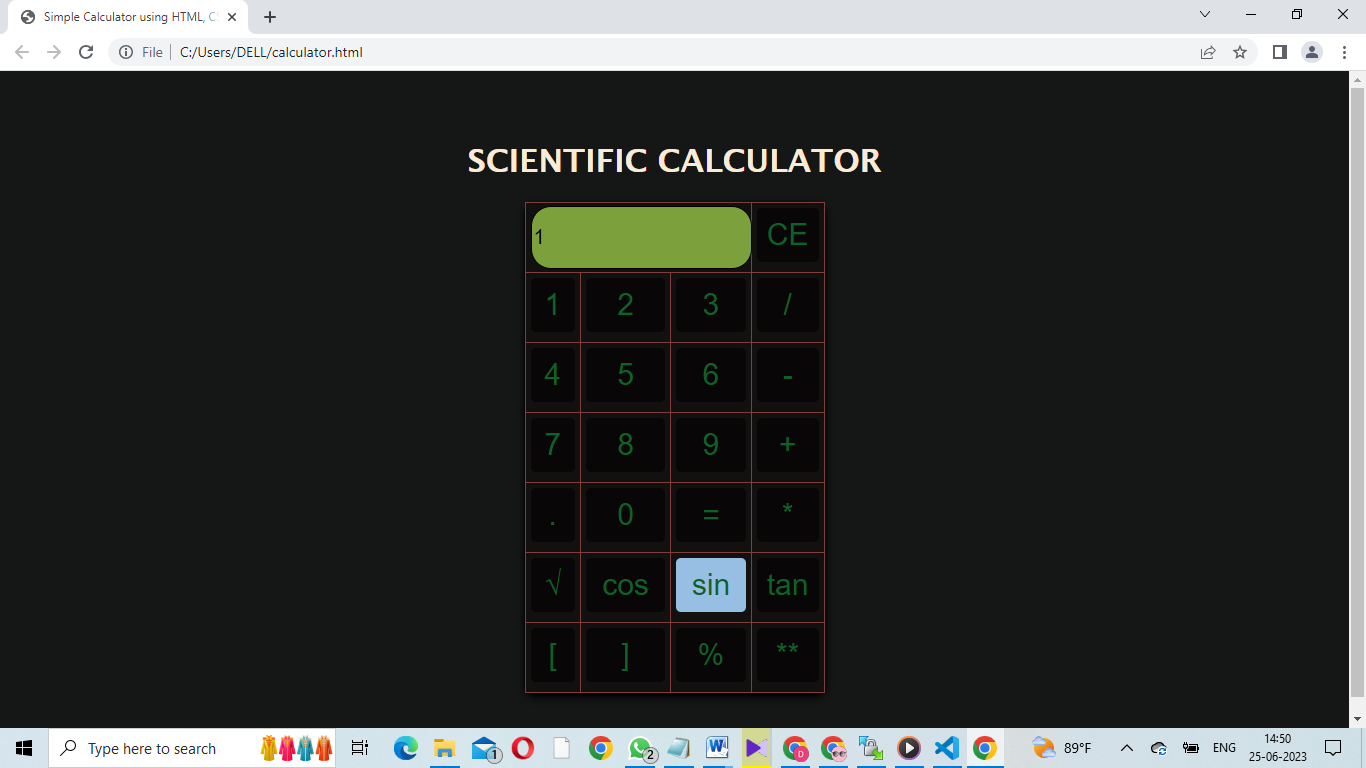 Simple Calculator using HTML, CS
File C:/Users/DELL/calculator.html
SCIENTIFIC CALCULATOR
1 CE
1 2 3 /
4 5 6 -
7 8 9 +
. 0 = *
√ cos sin tan
[ ] % **
Type here to search 1 2 W D 89°F ENG 14:50
25-06-2023